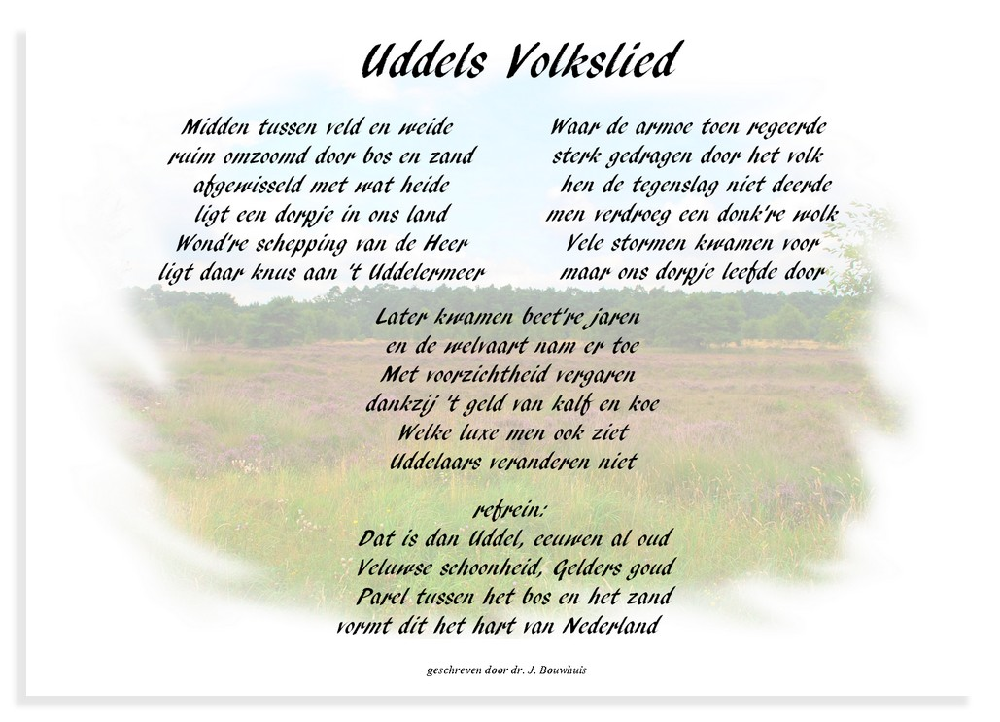 Uddels Volkslied
Midden tussen veld en weide
ruim omzoomd door bos en zand
afgewisseld met wat heide
ligt een dorpje in ons land
Wond're schepping van de Heer
ligt daar knus aan 't Uddelermeer
Waar de armoe toen regeerde
sterk gedragen door het volk
hen de tegenslag niet deerde
men verdroeg een donk're wolk
Vele stormen kwamen voor
maar ons dorpje leefde door
Later kwamen beet're jaren
en de welvaart nam er toe
Met voorzichtheid vergaren
dankzij 't geld van kalf en koe
Welke luxe men ook ziet
Uddelaars veranderen niet
refrein:
Dat is dan Uddel, eeuwen al oud
Veluwse schoonheid, Gelders goud
Parel tussen het bos en het zand
vormt dit het hart van Nederland
geschreven door dr. J. Bouwhuis